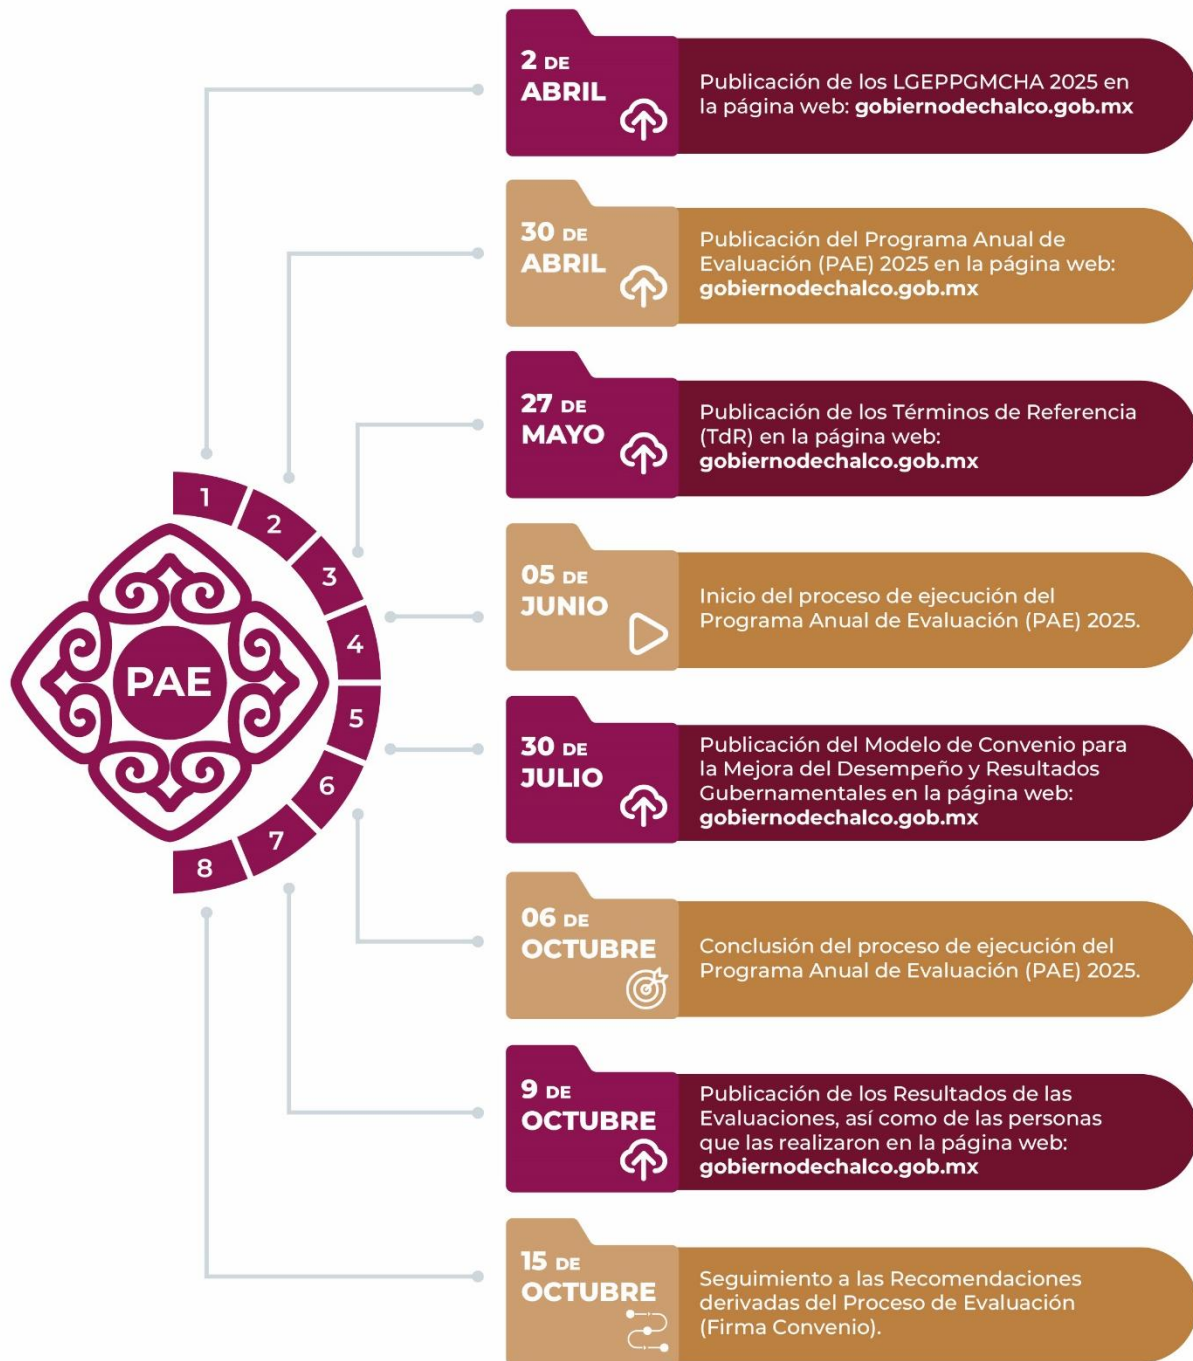 2 DE
ABRIL
Publicación de los LGEPPGMCHA 2025 en
la página web: gobiernodechalco.gob.mx
30 DE
ABRIL
Publicación del Programa Anual de
Evaluación (PAE) 2025 en la página web:
gobiernodechalco.gob.mx
27 DE
MAYO
Publicación de los Términos de Referencia
(TdR) en la página web:
gobiernodechalco.gob.mx
05 DE
JUNIO
Inicio del proceso de ejecución del
Programa Anual de Evaluación (PAE) 2025.
30 DE
JULIO
Publicación del Modelo de Convenio para
la Mejora del Desempeño y Resultados
Gubernamentales en la página web:
gobiernodechalco.gob.mx
06 DE
OCTUBRE
Conclusión del proceso de ejecución del
Programa Anual de Evaluación (PAE) 2025.
9 DE
OCTUBRE
Publicación de los Resultados de las
Evaluaciones, así como de las personas
que las realizaron en la página web:
gobiernodechalco.gob.mx
15 DE
OCTUBRE
Seguimiento a las Recomendaciones
derivadas del Proceso de Evaluación
(Firma Convenio).
PAE
1
2
3
4
5
6
7
8